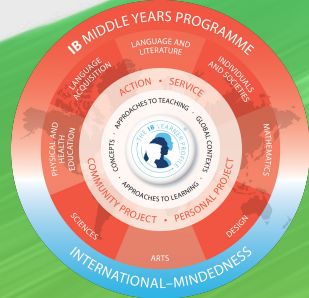 IB MIDDLE YEARS PROGRAMME
LANGUAGE AND
LITERATURE
INDIVIDUALS
AND SOCIETIES
MATHEMATICS
DESIGN
ARTS
SCIENCES
PHYSICAL AND
HEALTH
EDUCATION
LANGUAGE
ACQUISITION
ACTION • SERVICE
PERSONAL PROJECT
COMMUNITY PROJECT
APPROACHES TO TEACHING
GLOBAL CONTEXTS
APPROACHES TO LEARNING
CONCEPTS
THE IB LEARNER PROFILE
INTERNATIONAL–MINDEDNESS